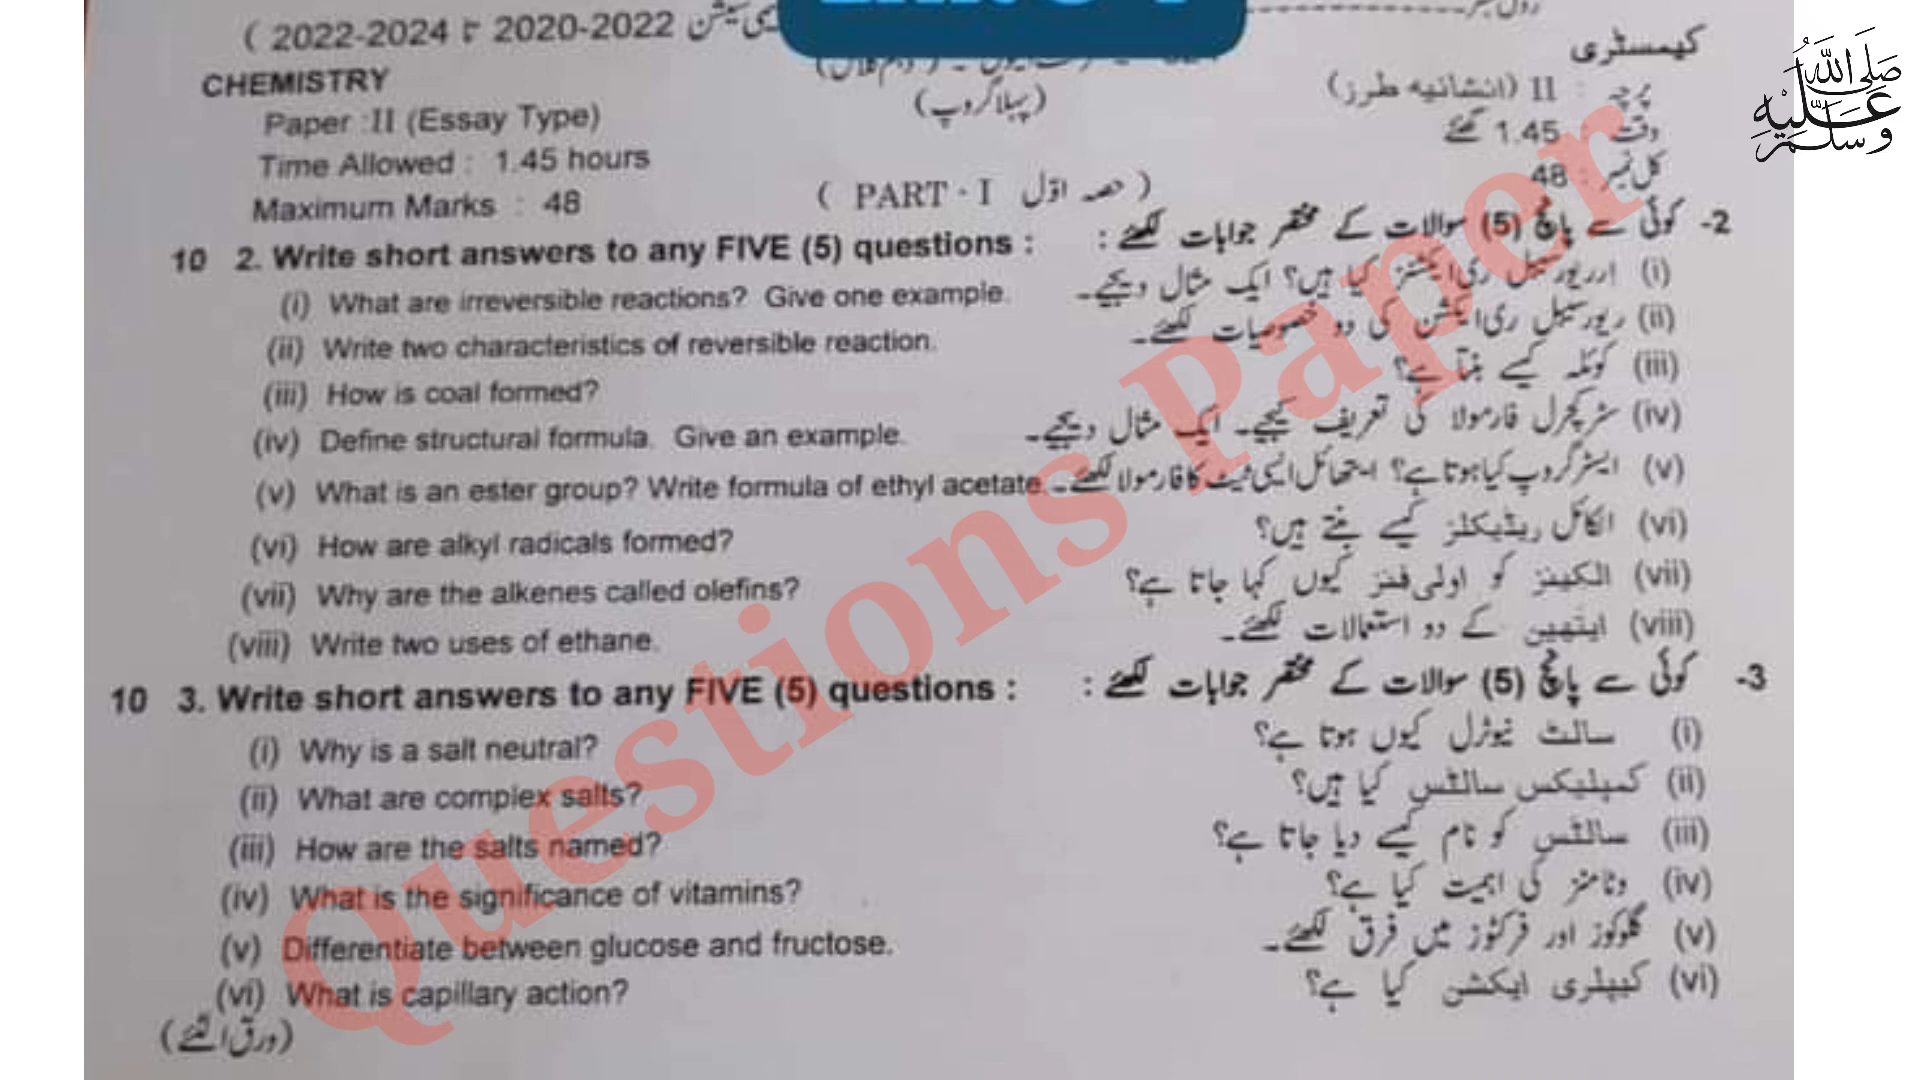 ( 2022-2024 تا 2020-2022 سیشن
CHEMISTRY کیمسٹری
Paper : II (Essay Type) (پہلا گروپ) پرچہ : II (انشائیہ طرز)
Time Allowed : 1.45 hours وقت : 1.45 گھنٹے
Maximum Marks : 48 ( PART - I حصہ اوّل ) کل نمبر : 48
10 2. Write short answers to any FIVE (5) questions : 2- کوئی سے پانچ (5) سوالات کے مختصر جوابات لکھئے :
(i) What are irreversible reactions? Give one example. (i) ارریورسیبل ری ایکشنز کیا ہیں؟ ایک مثال دیجیے۔
(ii) Write two characteristics of reversible reaction. (ii) ریورسیبل ری ایکشن کی دو خصوصیات لکھئے۔
(iii) How is coal formed? (iii) کوئلہ کیسے بنتا ہے؟
(iv) Define structural formula. Give an example. (iv) سٹرکچرل فارمولا کی تعریف کیجیے۔ ایک مثال دیجیے۔
(v) What is an ester group? Write formula of ethyl acetate. (v) ایسٹر گروپ کیا ہوتا ہے؟ ایتھائل ایسی ٹیٹ کا فارمولا لکھئے۔
(vi) How are alkyl radicals formed? (vi) الکائل ریڈیکلز کیسے بنتے ہیں؟
(vii) Why are the alkenes called olefins? (vii) الکینز کو اولی فنز کیوں کہا جاتا ہے؟
(viii) Write two uses of ethane. (viii) ایتھین کے دو استعمالات لکھئے۔
10 3. Write short answers to any FIVE (5) questions : 3- کوئی سے پانچ (5) سوالات کے مختصر جوابات لکھئے :
(i) Why is a salt neutral? (i) سالٹ نیوٹرل کیوں ہوتا ہے؟
(ii) What are complex salts? (ii) کمپلیکس سالٹس کیا ہیں؟
(iii) How are the salts named? (iii) سالٹس کو نام کیسے دیا جاتا ہے؟
(iv) What is the significance of vitamins? (iv) وٹامنز کی اہمیت کیا ہے؟
(v) Differentiate between glucose and fructose. (v) گلوکوز اور فرکٹوز میں فرق لکھئے۔
(vi) What is capillary action? (vi) کیپلری ایکشن کیا ہے؟
(ورق الٹئے)
Questions Paper
صلى الله عليه وسلم